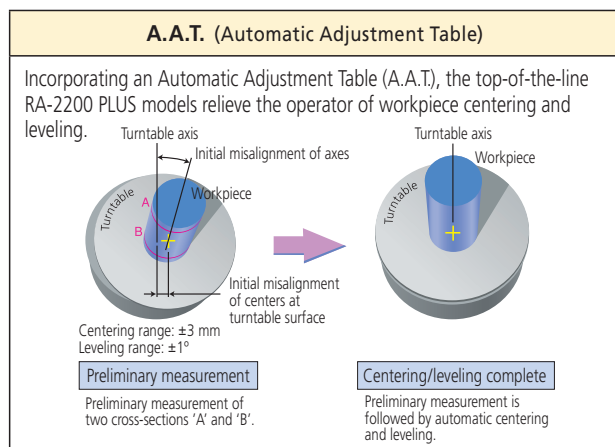 A.A.T. (Automatic Adjustment Table)
Incorporating an Automatic Adjustment Table (A.A.T.), the top-of-the-line
RA-2200 PLUS models relieve the operator of workpiece centering and
leveling.
Turntable axis
Initial misalignment of axes
Workpiece
Turntable
A
B
Initial misalignment
of centers at
turntable surface
Centering range: ±3 mm
Leveling range: ±1º
Preliminary measurement
Preliminary measurement of
two cross-sections ‘A’ and ‘B’.
Turntable axis
Workpiece
Turntable
Centering/leveling complete
Preliminary measurement is
followed by automatic centering
and leveling.